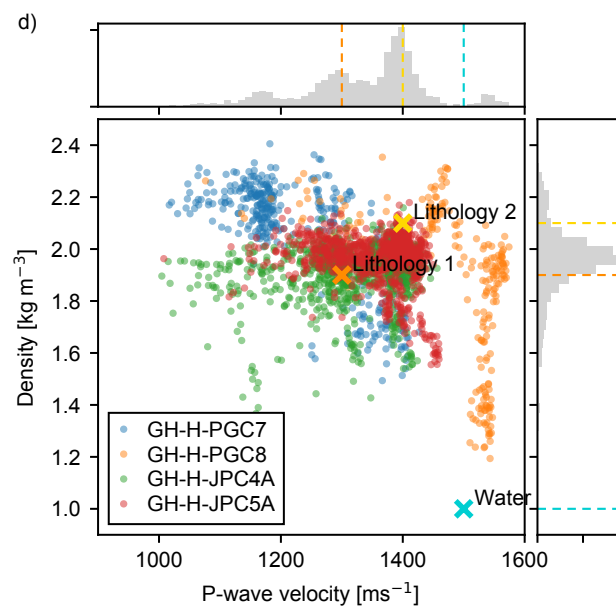 d)
2.4
2.2
2.0
1.8
1.6
1.4
1.2
1.0
Density [kg m⁻³]
Lithology 2
Lithology 1
Water
GH-H-PGC7
GH-H-PGC8
GH-H-JPC4A
GH-H-JPC5A
1000 1200 1400 1600
P-wave velocity [ms⁻¹]